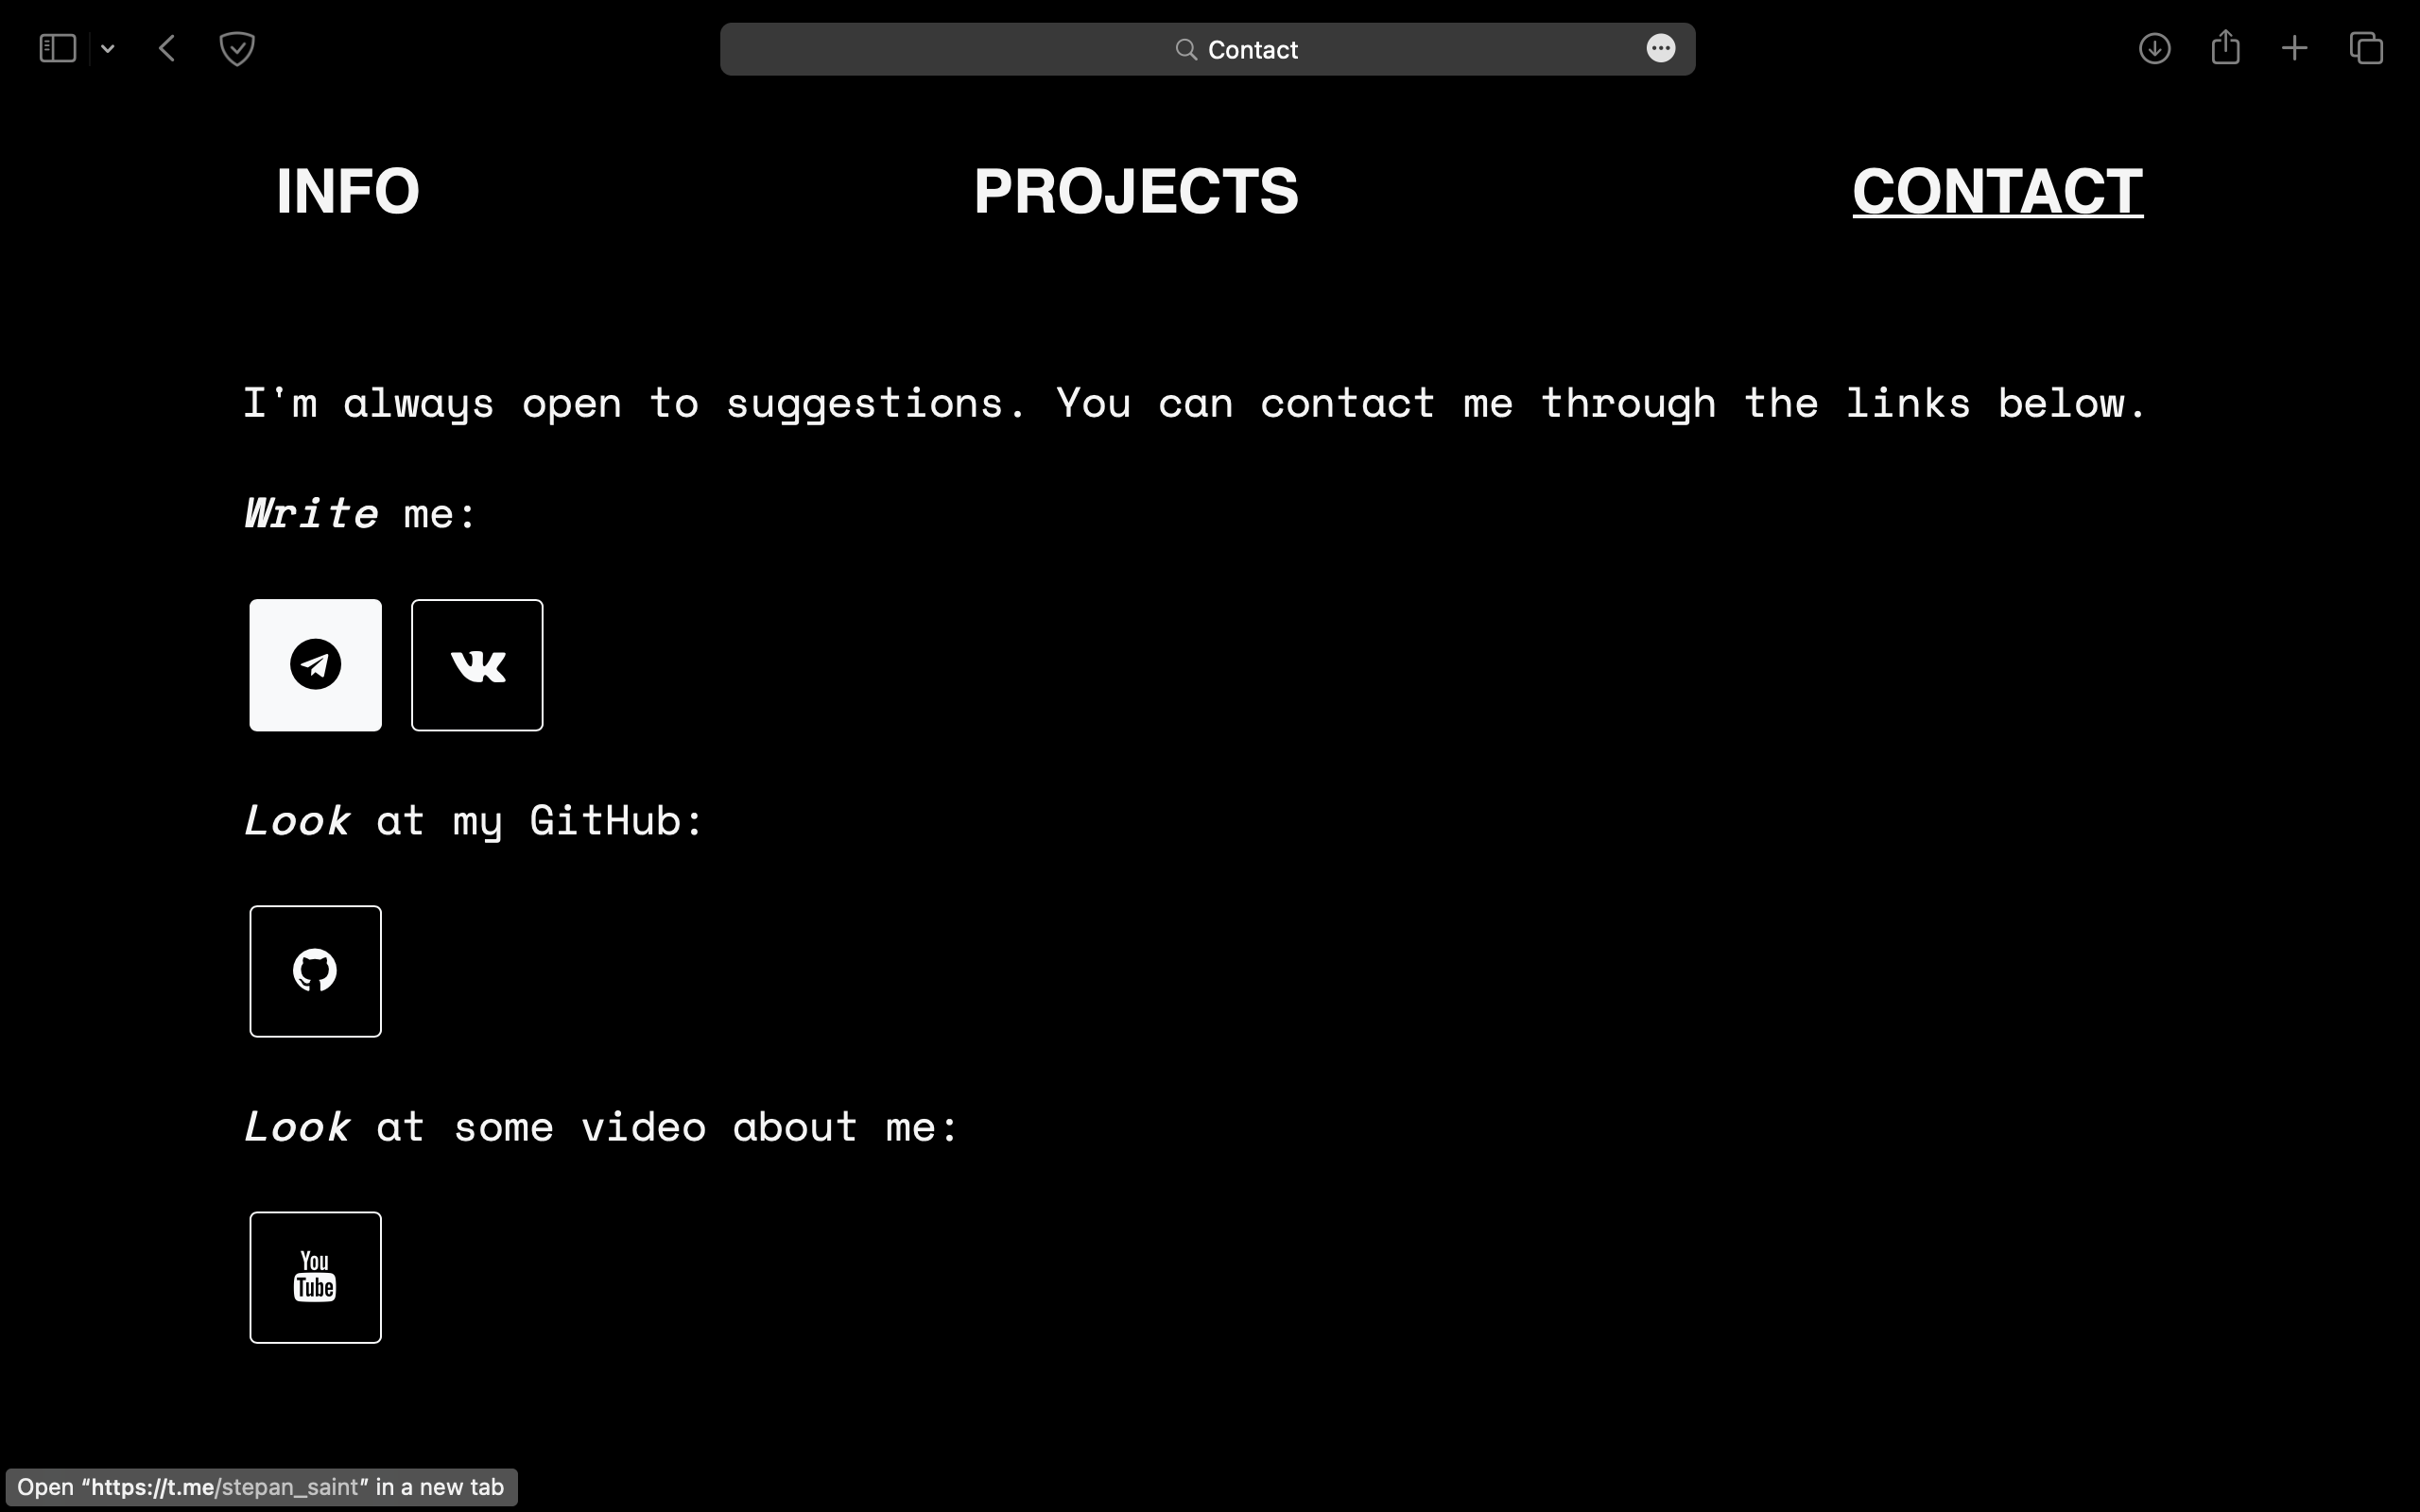 Contact
INFO PROJECTS CONTACT
I'm always open to suggestions. You can contact me through the links below.
Write me:
Look at my GitHub:
Look at some video about me:
You
Tube
Open “https://t.me/stepan_saint” in a new tab